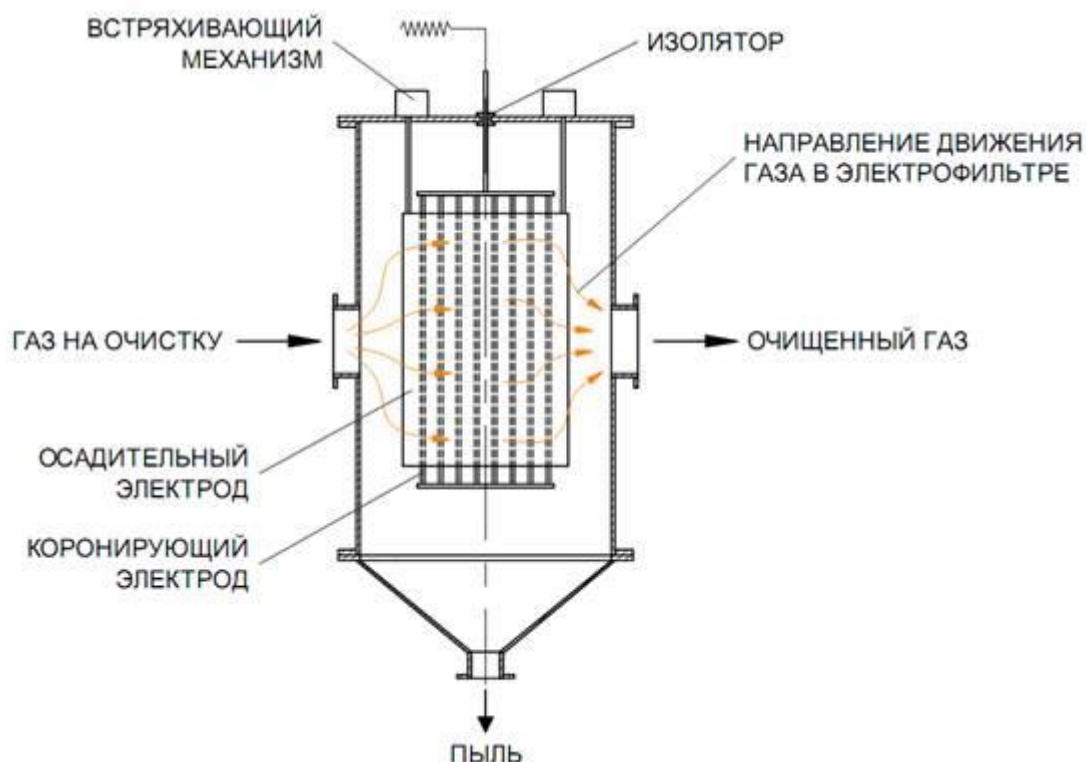 ВСТРЯХИВАЮЩИЙ
МЕХАНИЗМ
ИЗОЛЯТОР
НАПРАВЛЕНИЕ ДВИЖЕНИЯ
ГАЗА В ЭЛЕКТРОФИЛЬТРЕ
ГАЗ НА ОЧИСТКУ
ОЧИЩЕННЫЙ ГАЗ
ОСАДИТЕЛЬНЫЙ
ЭЛЕКТРОД
КОРОНИРУЮЩИЙ
ЭЛЕКТРОД
ПЫЛЬ